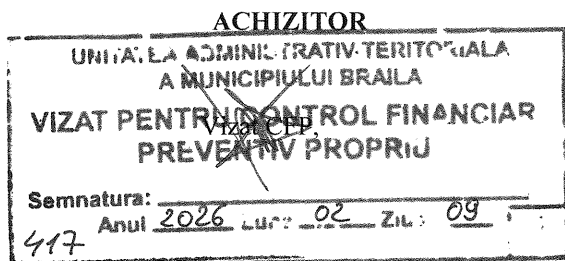 ACHIZITOR
UNITATEA ADMINISTRATIV-TERITORIALA
A MUNICIPIULUI BRAILA
VIZAT PENTRU CONTROL FINANCIAR
Vizat CFP,
PREVENTIV PROPRIU
Semnatura:
Anul 2026 Luna 02 Ziua 09
417